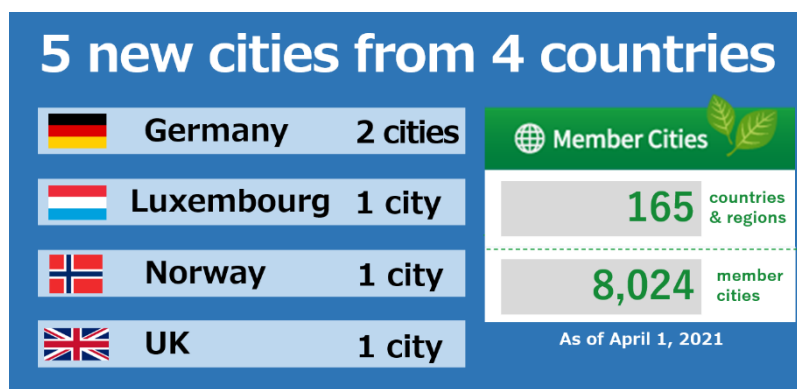 5 new cities from 4 countries
Germany 2 cities
Luxembourg 1 city
Norway 1 city
UK 1 city
Member Cities
165 countries & regions
8,024 member cities
As of April 1, 2021